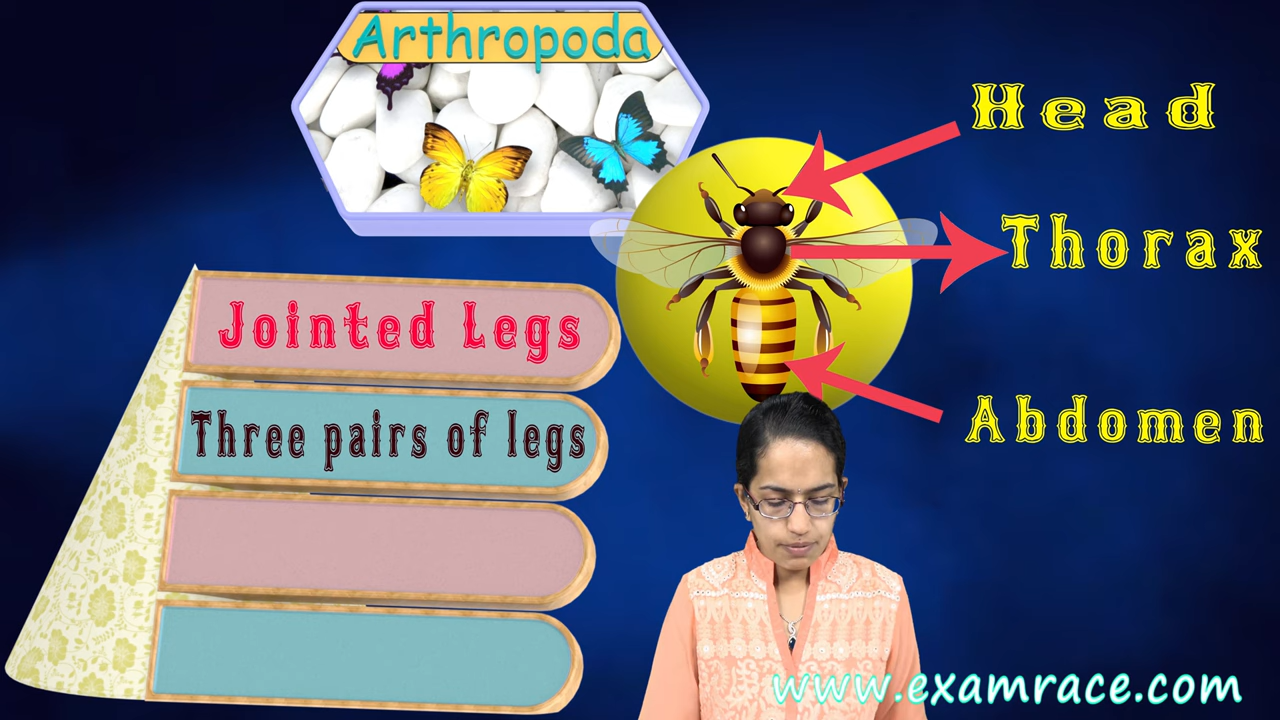 Arthropoda
Head
Thorax
Jointed Legs
Three pairs of legs
Abdomen
www.examrace.com